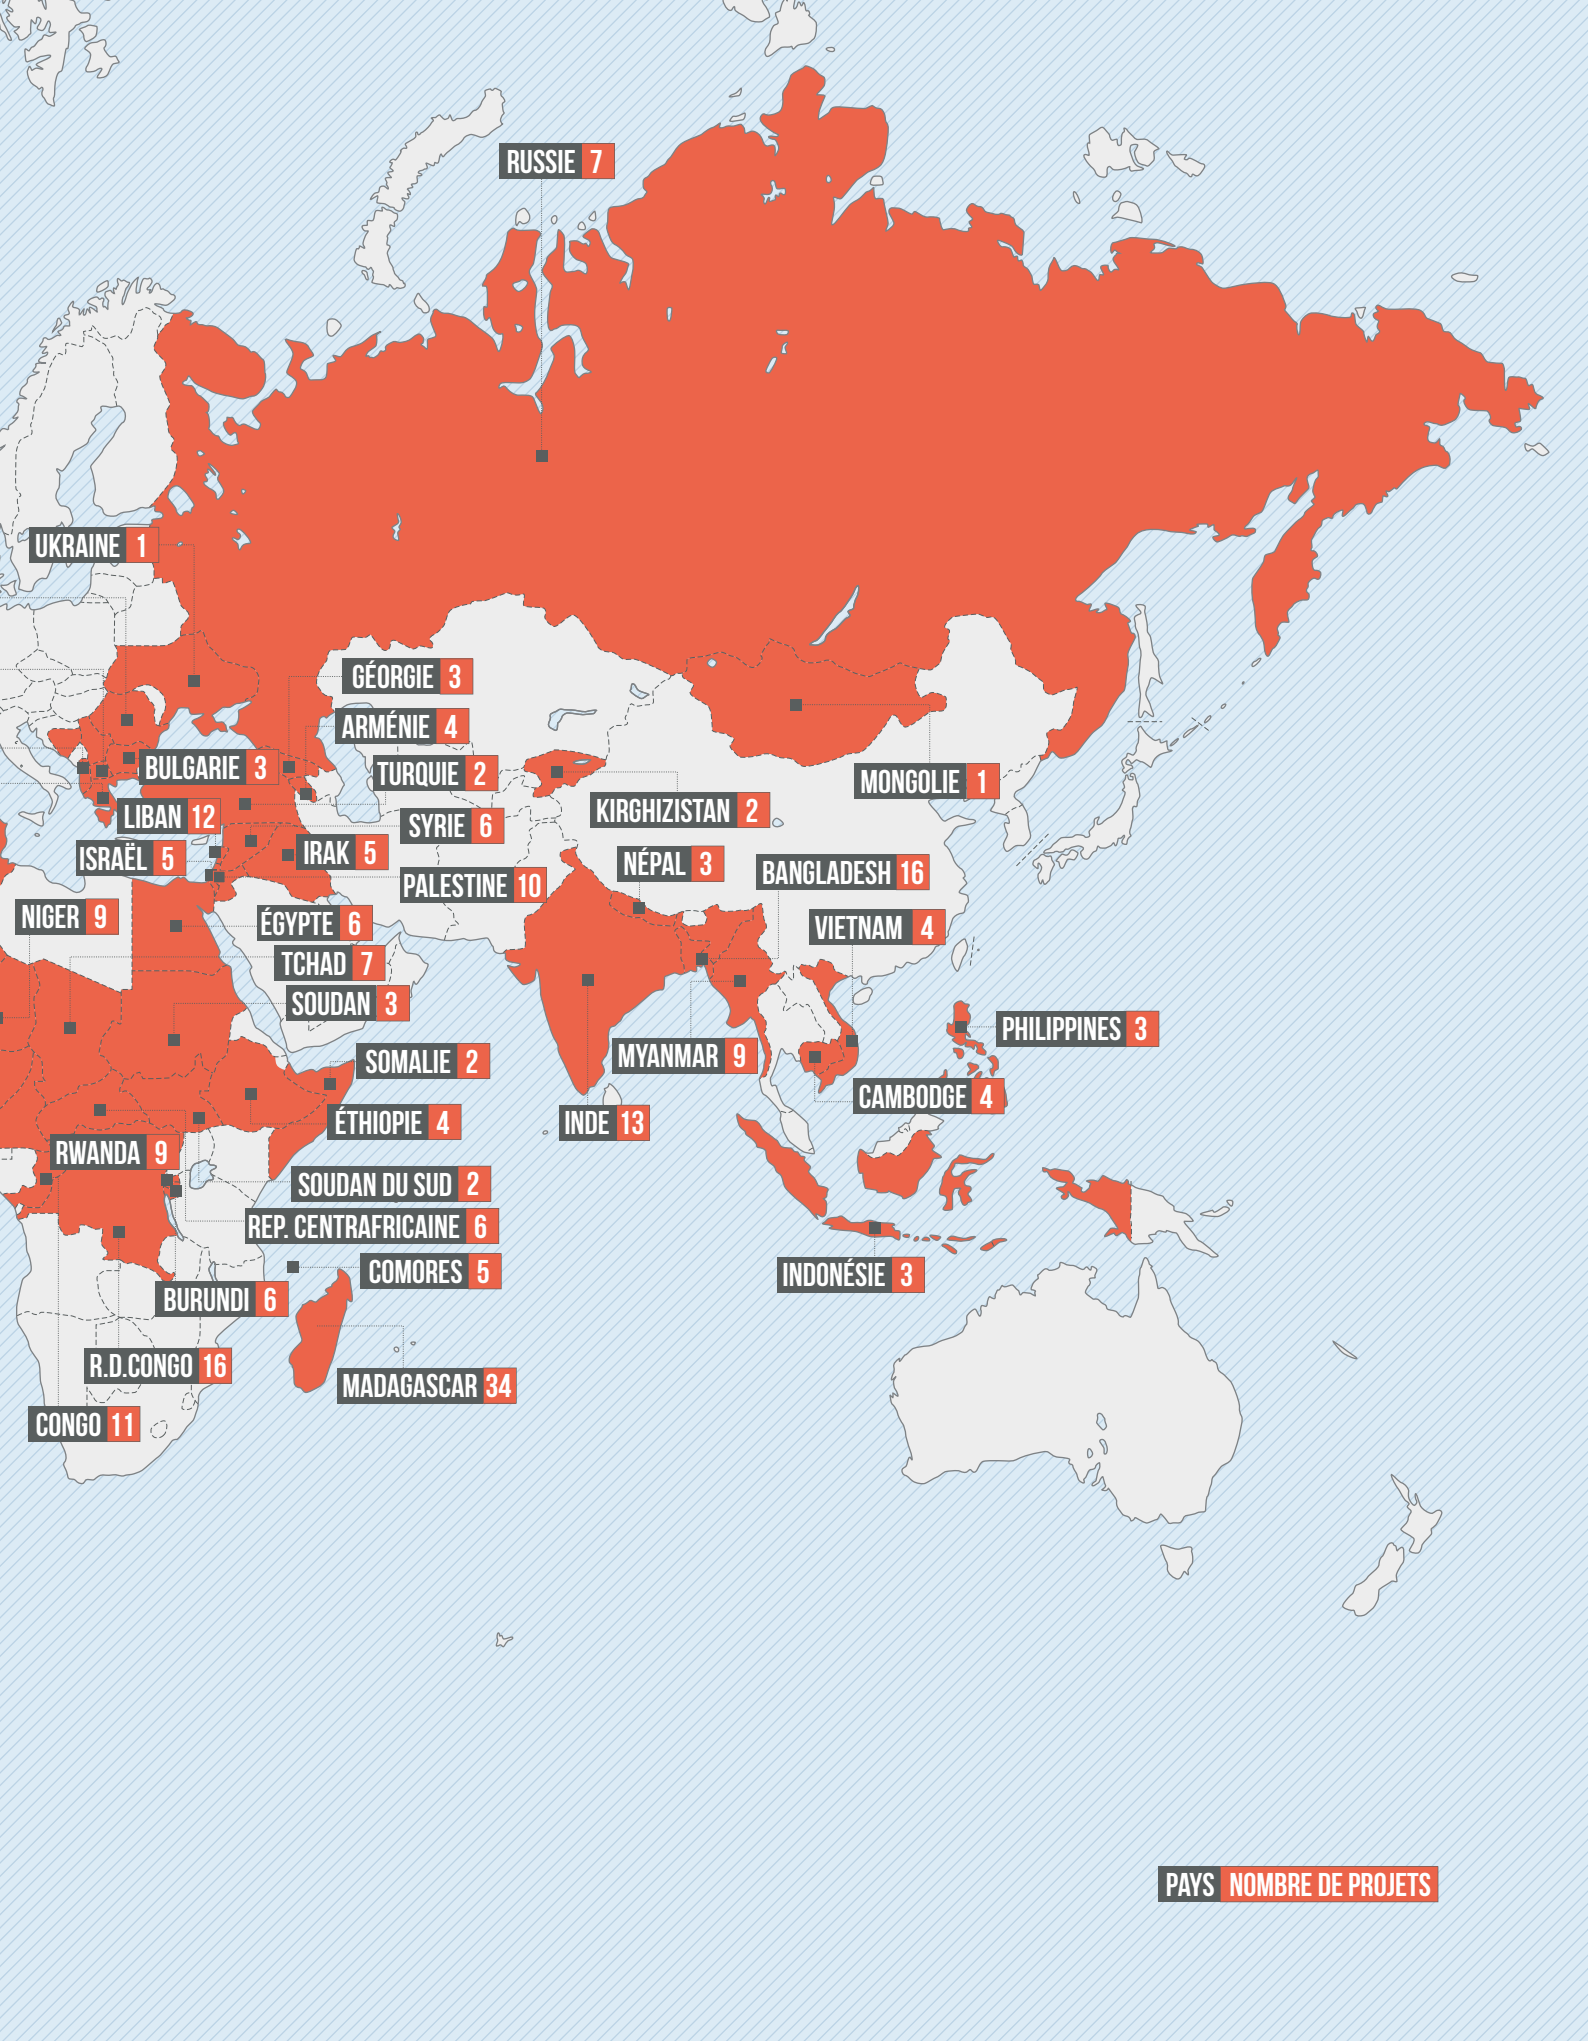 RUSSIE 7
UKRAINE 1
GÉORGIE 3
ARMÉNIE 4
BULGARIE 3
TURQUIE 2
MONGOLIE 1
KIRGHIZISTAN 2
LIBAN 12
SYRIE 6
ISRAËL 5
IRAK 5
NÉPAL 3
BANGLADESH 16
PALESTINE 10
NIGER 9
ÉGYPTE 6
VIETNAM 4
TCHAD 7
SOUDAN 3
PHILIPPINES 3
MYANMAR 9
SOMALIE 2
CAMBODGE 4
ÉTHIOPIE 4
INDE 13
RWANDA 9
SOUDAN DU SUD 2
REP. CENTRAFRICAINE 6
COMORES 5
INDONÉSIE 3
BURUNDI 6
R.D.CONGO 16
MADAGASCAR 34
CONGO 11
PAYS NOMBRE DE PROJETS